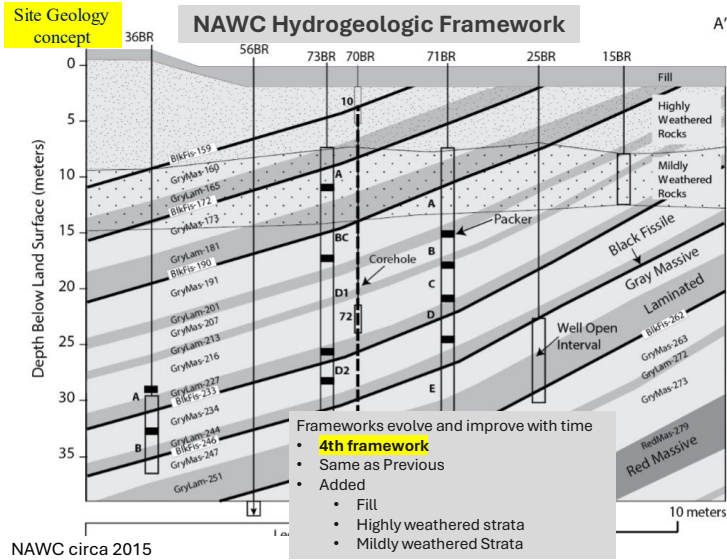 Site Geology
concept
NAWC Hydrogeologic Framework
A'
36BR
56BR
73BR
70BR
71BR
25BR
15BR
Depth Below Land Surface (meters)
0
5
10
15
20
25
30
35
Fill
Highly
Weathered
Rocks
Mildly
Weathered
Rocks
10
BlkFis-159
GryMas-160
GryLam-165
BlkFis-172
GryMas-173
GryLam-181
BlkFis-190
GryMas-191
GryLam-201
GryMas-207
GryLam-213
GryMas-216
GryLam-227
BlkFis-233
GryMas-234
GryLam-244
BlkFis-246
GryMas-247
GryLam-251
A
B
A
BC
D1
D2
72
Corehole
A
B
C
D
E
Packer
Well Open
Interval
Black Fissile
Gray Massive
Laminated
BlkFis-262
GryMas-263
GryLam-272
GryMas-273
RedMas-279
Red Massive
Frameworks evolve and improve with time
• 4th framework
• Same as Previous
• Added
• Fill
• Highly weathered strata
• Mildly weathered Strata
10 meters
NAWC circa 2015